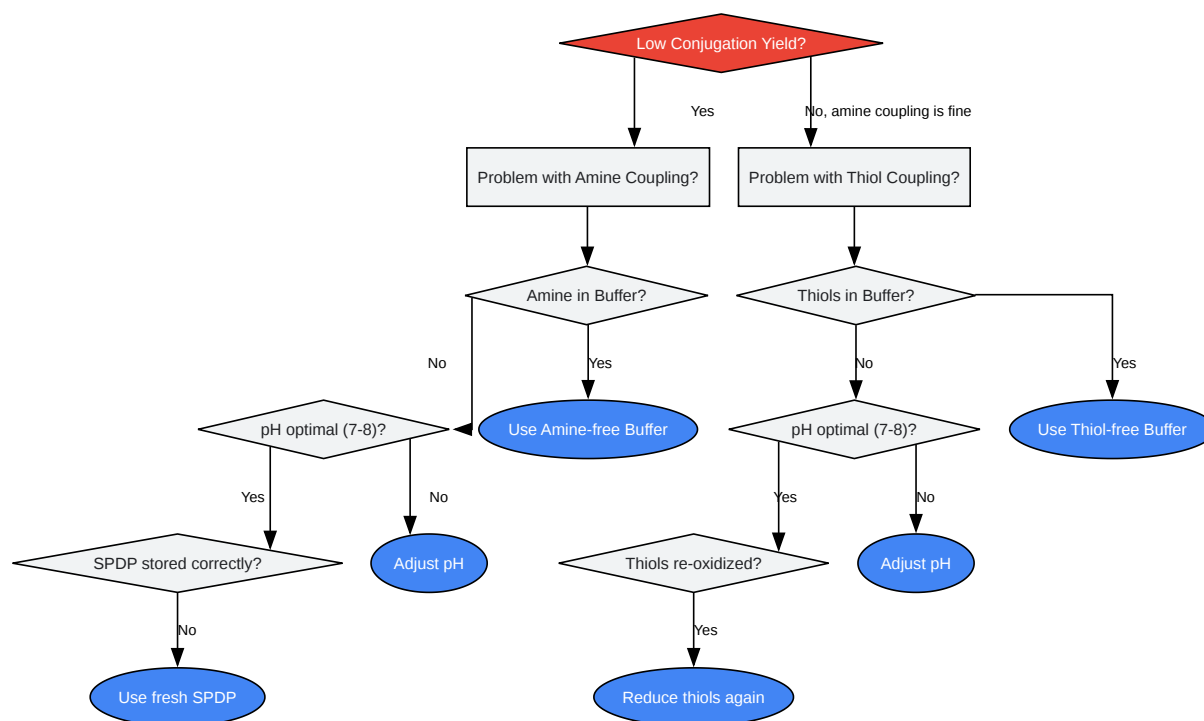 Low Conjugation Yield?
Yes
No, amine coupling is fine
Problem with Amine Coupling?
Problem with Thiol Coupling?
Amine in Buffer?
Thiols in Buffer?
No
Yes
No
Yes
pH optimal (7-8)?
Use Amine-free Buffer
pH optimal (7-8)?
Use Thiol-free Buffer
Yes
No
Yes
No
SPDP stored correctly?
Adjust pH
Thiols re-oxidized?
Adjust pH
No
Yes
Use fresh SPDP
Reduce thiols again